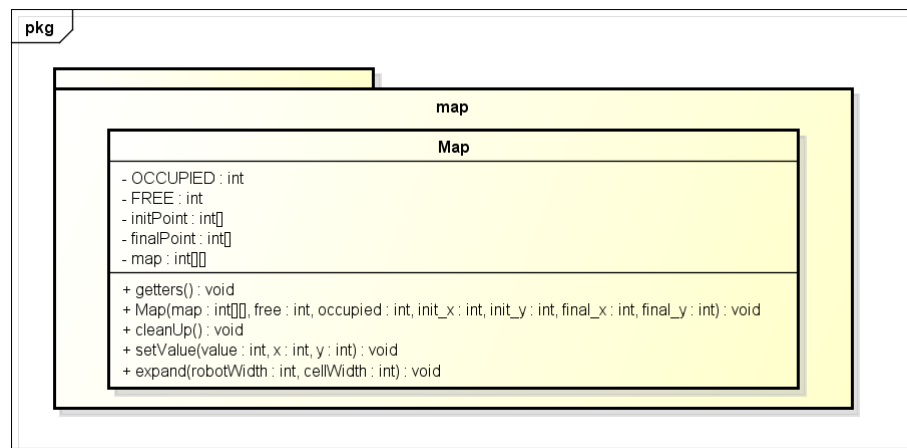 pkg
map
Map
- OCCUPIED : int
- FREE : int
- initPoint : int[]
- finalPoint : int[]
- map : int[][]
+ getters() : void
+ Map(map : int[][], free : int, occupied : int, init_x : int, init_y : int, final_x : int, final_y : int) : void
+ cleanUp() : void
+ setValue(value : int, x : int, y : int) : void
+ expand(robotWidth : int, cellWidth : int) : void